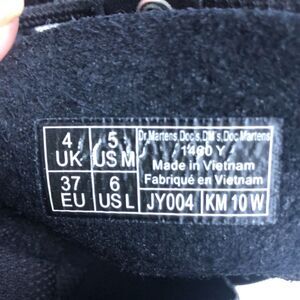 4 UK
5 US M
37 EU
6 US L
Dr.Martens.Doc's.DM's.Doc Martens
1460 Y
Made in Vietnam
Fabriqué en Vietnam
JY004
KM 10 W